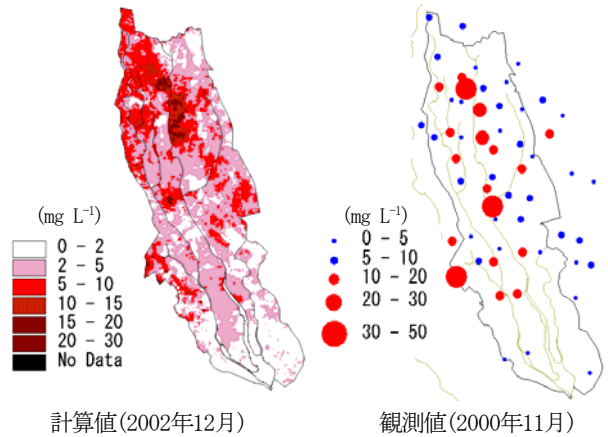 (mg L⁻¹)
0 - 2
2 - 5
5 - 10
10 - 15
15 - 20
20 - 30
No Data
計算値(2002年12月)
(mg L⁻¹)
0 - 5
5 - 10
10 - 20
20 - 30
30 - 50
観測値(2000年11月)